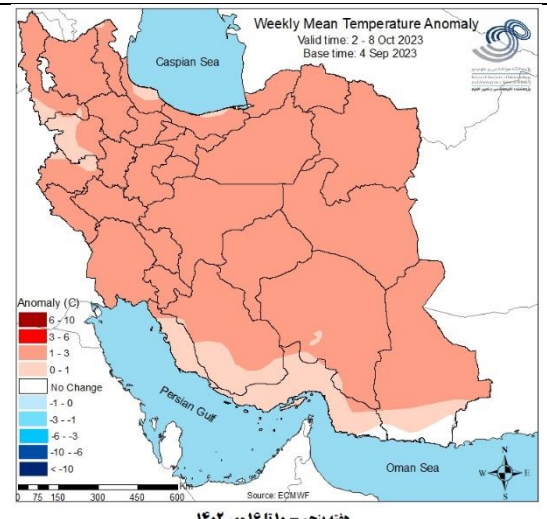 Weekly Mean Temperature Anomaly
Valid time: 2 - 8 Oct 2023
Base time: 4 Sep 2023
Caspian Sea
Anomaly (C)
6 - 10
3 - 6
1 - 3
0 - 1
No Change
-1 - 0
-3 - -1
-6 - -3
-10 - -6
< -10
Persian Gulf
Oman Sea
N
W
E
S
0 75 150 300 450 600
Km
Source: ECMWF